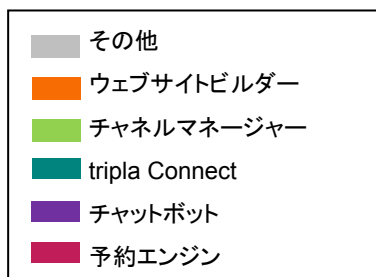 その他
ウェブサイトビルダー
チャネルマネージャー
tripla Connect
チャットボット
予約エンジン